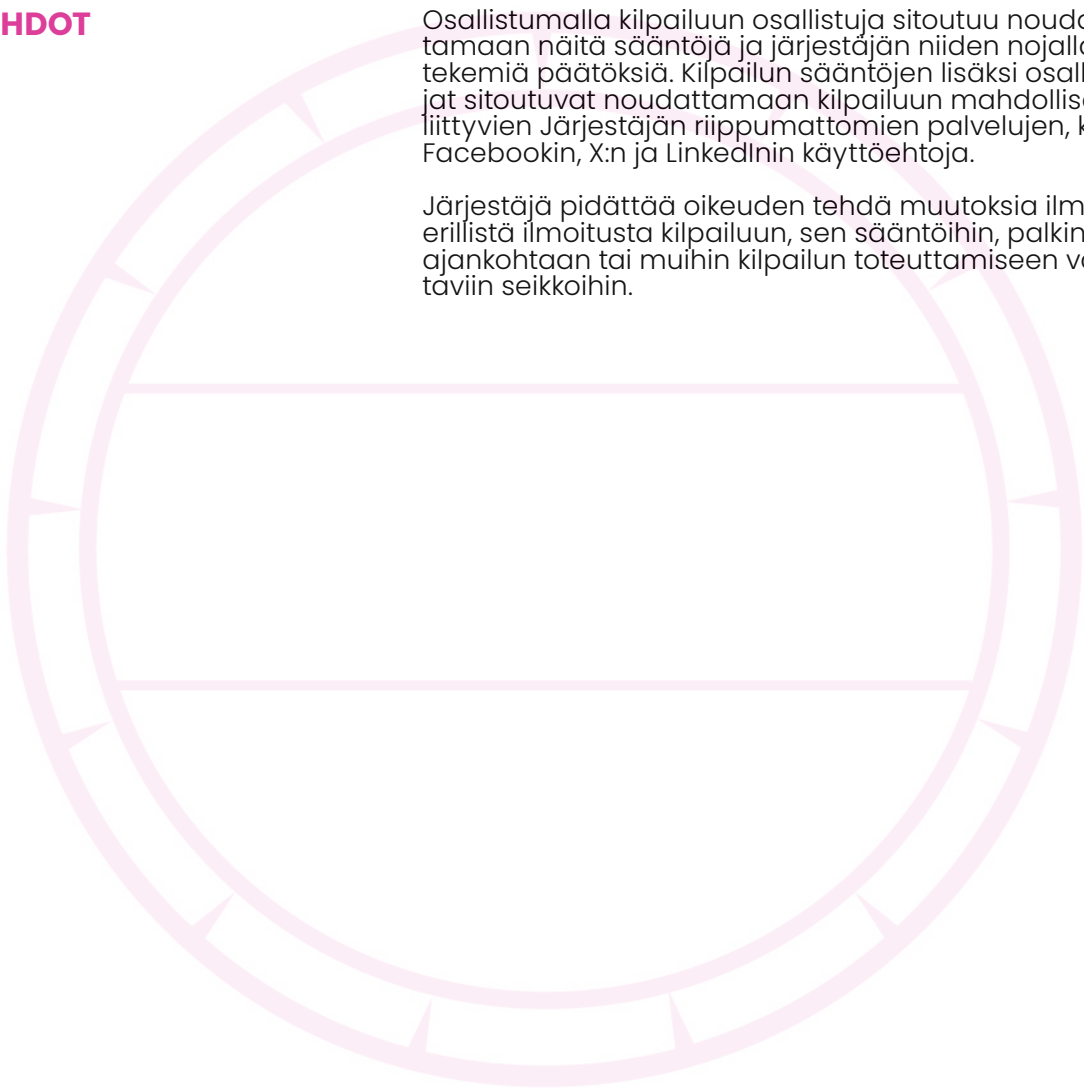 HDOT
Osallistumalla kilpailuun osallistuja sitoutuu nouda
tamaan näitä sääntöjä ja järjestäjän niiden nojalla
tekemiä päätöksiä. Kilpailun sääntöjen lisäksi osall
jat sitoutuvat noudattamaan kilpailuun mahdollise
liittyvien Järjestäjän riippumattomien palvelujen, k
Facebookin, X:n ja LinkedInin käyttöehtoja.
Järjestäjä pidättää oikeuden tehdä muutoksia ilm
erillistä ilmoitusta kilpailuun, sen sääntöihin, palkin
ajankohtaan tai muihin kilpailun toteuttamiseen va
taviin seikkoihin.